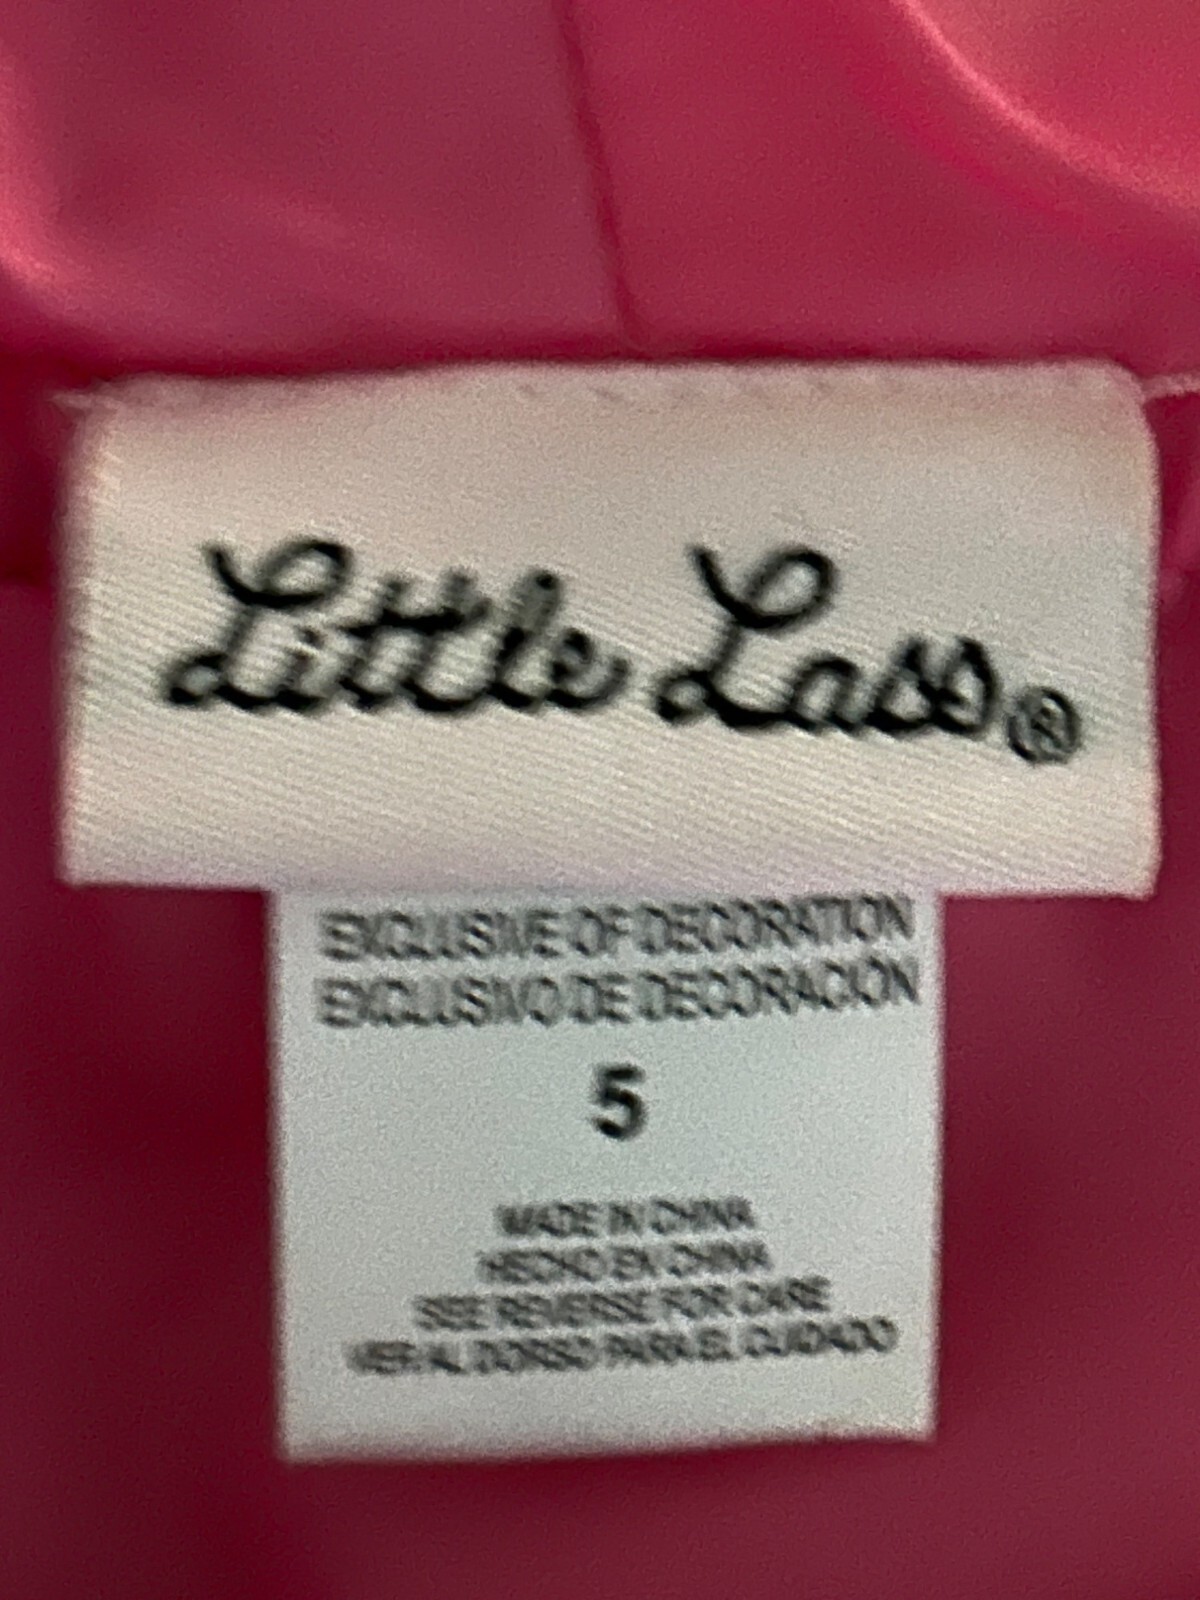 Little Lass®
EXCLUSIVE OF DECORATION
EXCLUSIVO DE DECORACIÓN
5
MADE IN CHINA
HECHO EN CHINA
SEE REVERSE FOR CARE
VER AL DORSO PARA EL CUIDADO